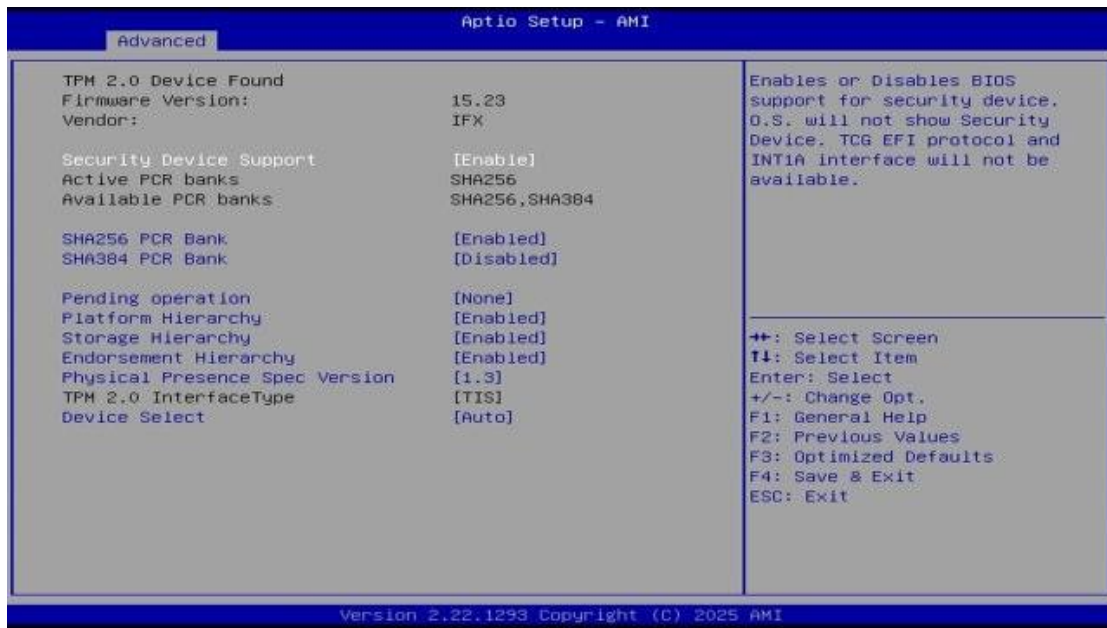 Aptio Setup - AMI
Advanced
TPM 2.0 Device Found
Firmware Version: 15.23
Vendor: IFX
Security Device Support [Enable]
Active PCR banks SHA256
Available PCR banks SHA256,SHA384
SHA256 PCR Bank [Enabled]
SHA384 PCR Bank [Disabled]
Pending operation [None]
Platform Hierarchy [Enabled]
Storage Hierarchy [Enabled]
Endorsement Hierarchy [Enabled]
Physical Presence Spec Version [1.3]
TPM 2.0 InterfaceType [TIS]
Device Select [Auto]
Enables or Disables BIOS
support for security device.
O.S. will not show Security
Device. TCG EFI protocol and
INT1A interface will not be
available.
→←: Select Screen
↑↓: Select Item
Enter: Select
+/-: Change Opt.
F1: General Help
F2: Previous Values
F3: Optimized Defaults
F4: Save & Exit
ESC: Exit
Version 2.22.1293 Copyright (C) 2025 AMI